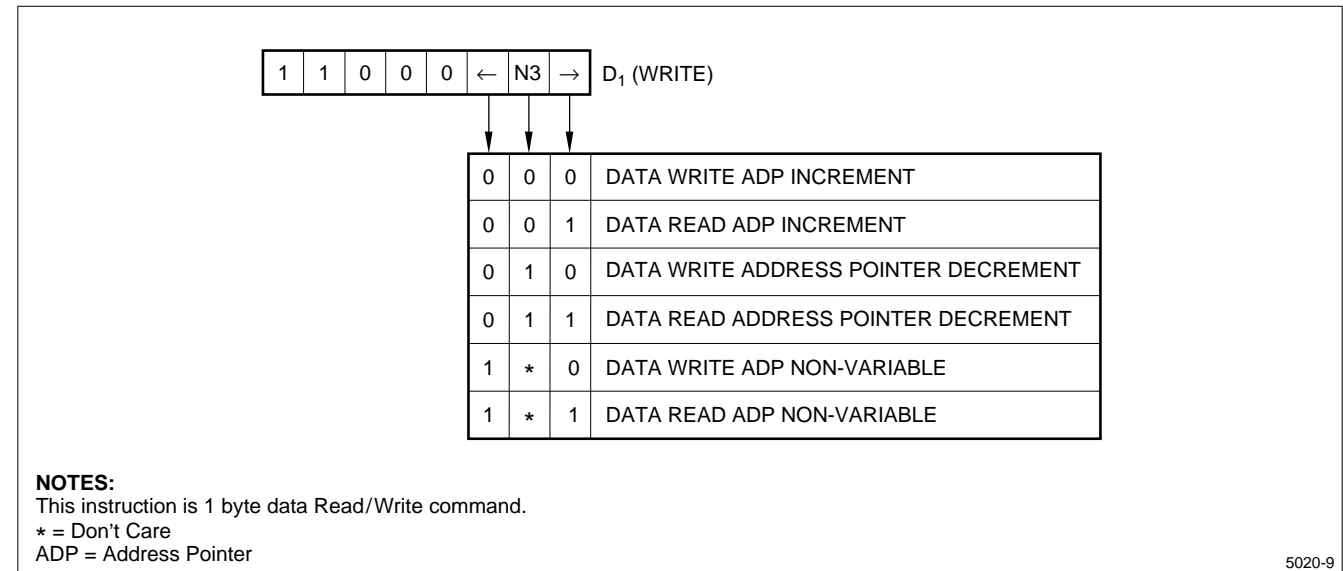 1 1 0 0 0 ← N3 → D₁ (WRITE)
0 0 0 DATA WRITE ADP INCREMENT
0 0 1 DATA READ ADP INCREMENT
0 1 0 DATA WRITE ADDRESS POINTER DECREMENT
0 1 1 DATA READ ADDRESS POINTER DECREMENT
1 * 0 DATA WRITE ADP NON-VARIABLE
1 * 1 DATA READ ADP NON-VARIABLE
NOTES:
This instruction is 1 byte data Read/Write command.
* = Don't Care
ADP = Address Pointer
5020-9